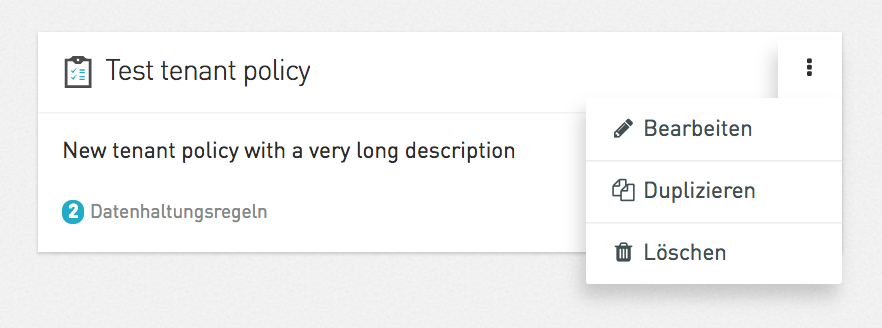 Test tenant policy
New tenant policy with a very long description
2 Datenhaltungsregeln
Bearbeiten
Duplizieren
Löschen